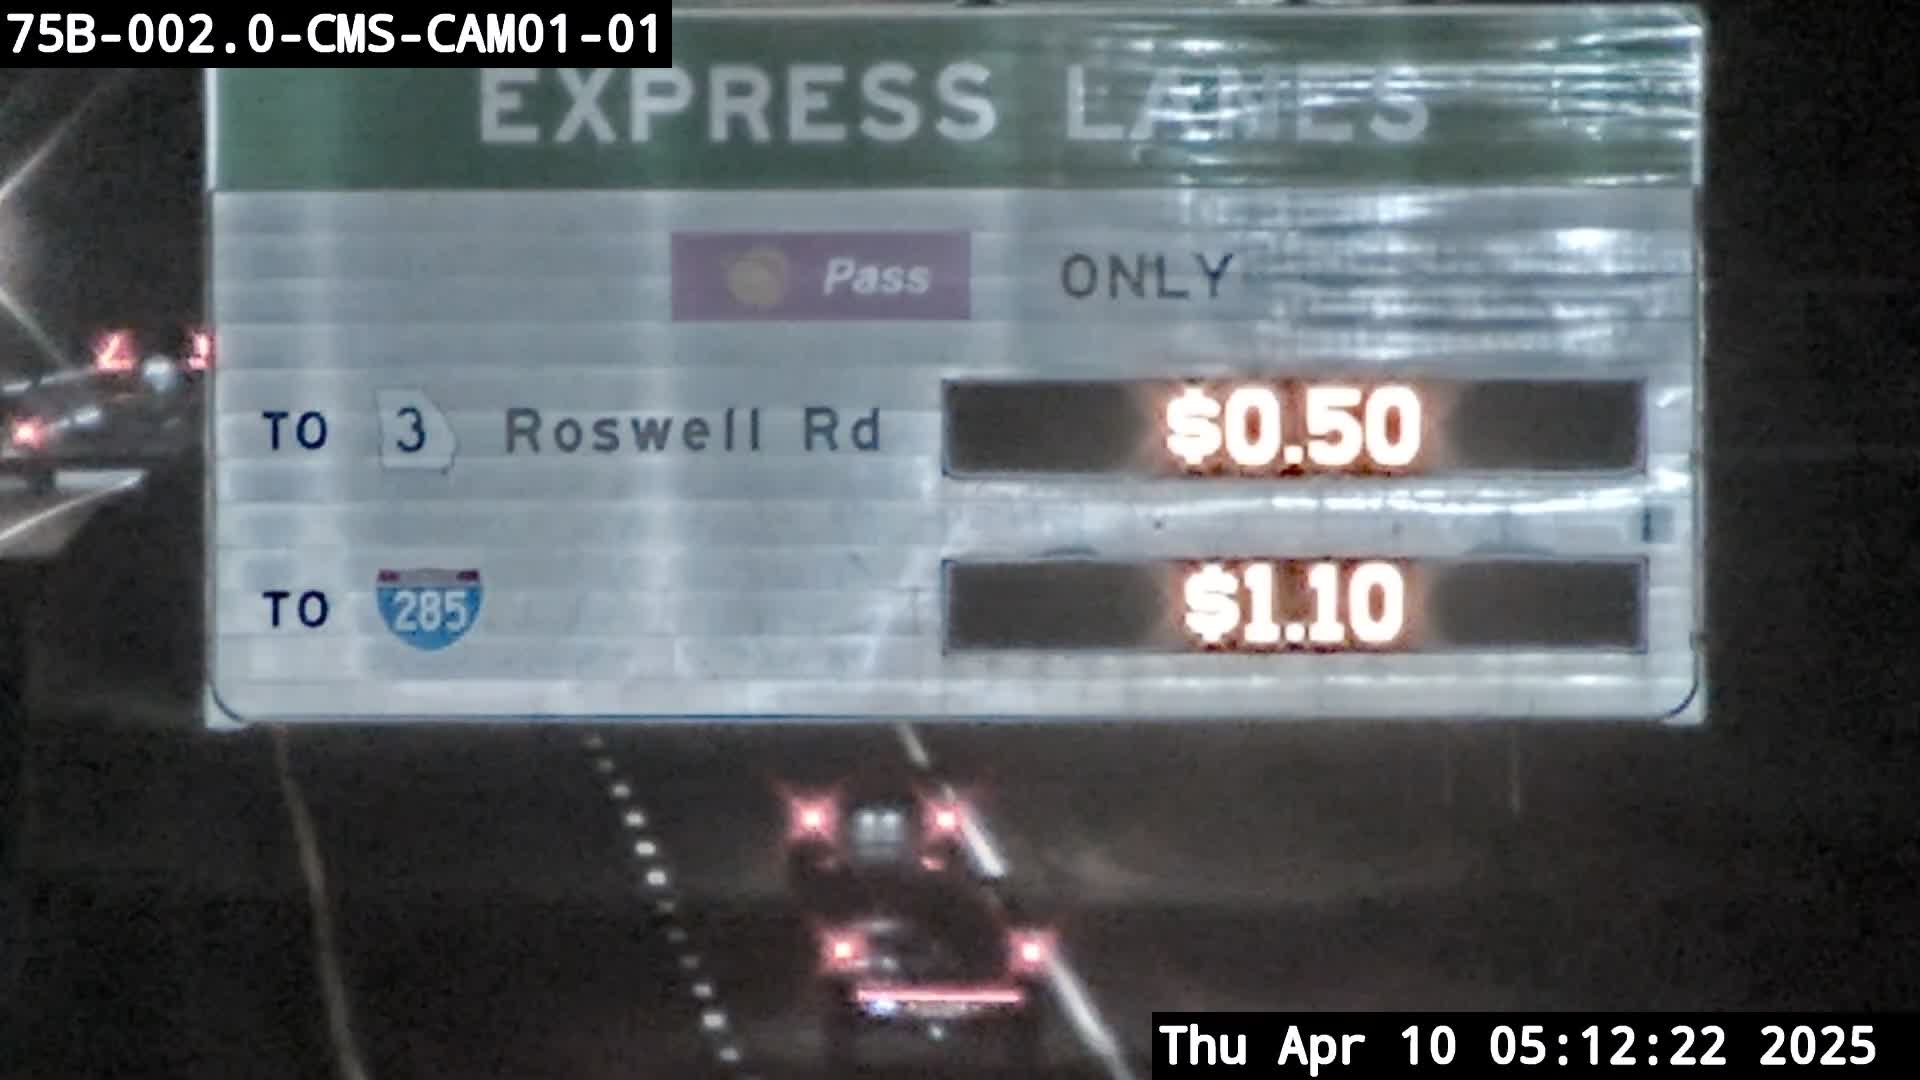 75B-002.0-CMS-CAM01-01
EXPRESS LANES
Pass ONLY
TO 3 Roswell Rd $0.50
TO 285 $1.10
Thu Apr 10 05:12:22 2025